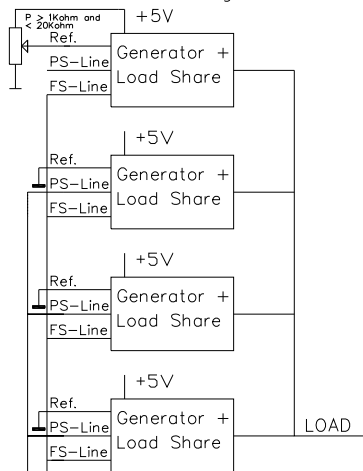 P > 1Kohm and
< 20Kohm
+5V
Ref.
PS-Line
FS-Line
Generator +
Load Share
+5V
Ref.
PS-Line
FS-Line
Generator +
Load Share
+5V
Ref.
PS-Line
FS-Line
Generator +
Load Share
+5V
Ref.
PS-Line
FS-Line
Generator +
Load Share
LOAD